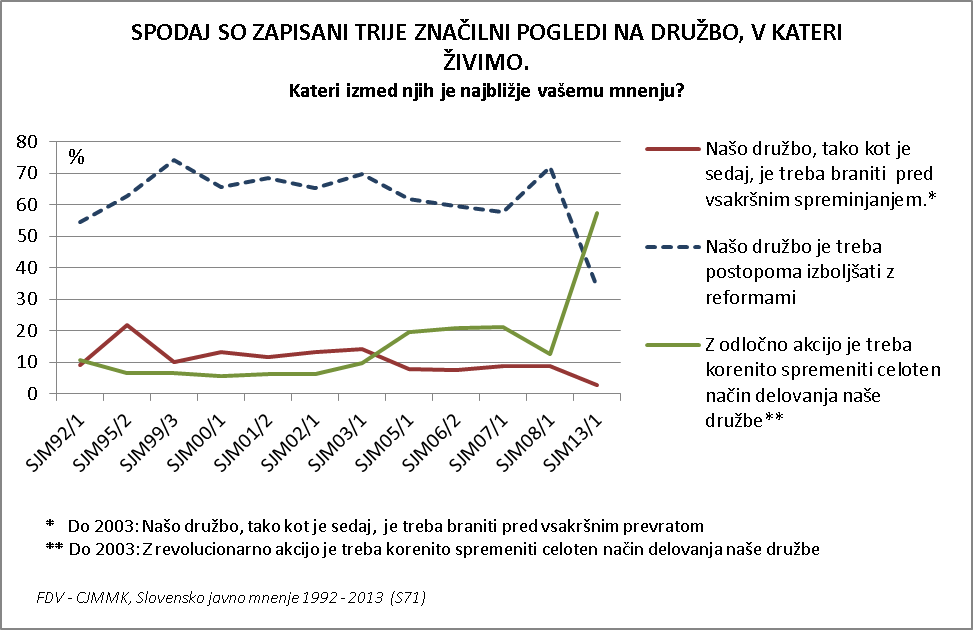 SPODAJ SO ZAPISANI TRIJE ZNAČILNI POGLEDI NA DRUŽBO, V KATERI
ŽIVIMO.
Kateri izmed njih je najbližje vašemu mnenju?
80
70
60
50
40
30
20
10
0
%
SJM92/1
SJM95/2
SJM99/3
SJM00/1
SJM01/2
SJM02/1
SJM03/1
SJM05/1
SJM06/2
SJM07/1
SJM08/1
SJM13/1
Našo družbo, tako kot je
sedaj, je treba braniti pred
vsakršnim spreminjanjem.*
Našo družbo je treba
postopoma izboljšati z
reformami
Z odločno akcijo je treba
korenito spremeniti celoten
način delovanja naše
družbe**
* Do 2003: Našo družbo, tako kot je sedaj, je treba braniti pred vsakršnim prevratom
** Do 2003: Z revolucionarno akcijo je treba korenito spremeniti celoten način delovanja naše družbe
FDV - CJMMK, Slovensko javno mnenje 1992 - 2013 (S71)